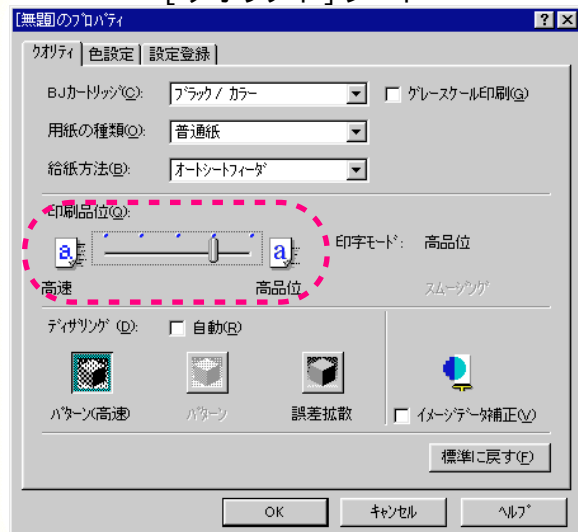 [無題]のﾌﾟﾛﾊﾟﾃｨ
ｸｵﾘﾃｨ 色設定 設定登録
BJｶｰﾄﾘｯｼﾞ(C): ﾌﾞﾗｯｸ / ｶﾗｰ ｸﾞﾚｰｽｹｰﾙ印刷(G)
用紙の種類(O): 普通紙
給紙方法(B): ｵｰﾄｼｰﾄﾌｨｰﾀﾞ
印刷品位(Q):
a a 印字ﾓｰﾄﾞ: 高品位
高速 高品位 ｽﾑｰｼﾞﾝｸﾞ
ﾃﾞｨｻﾞﾘﾝｸﾞ (D): 自動(R)
ﾊﾟﾀｰﾝ(高速) ﾊﾟﾀｰﾝ 誤差拡散 ｲﾒｰｼﾞﾃﾞｰﾀ補正(V)
標準に戻す(F)
OK ｷｬﾝｾﾙ ﾍﾙﾌﾟ